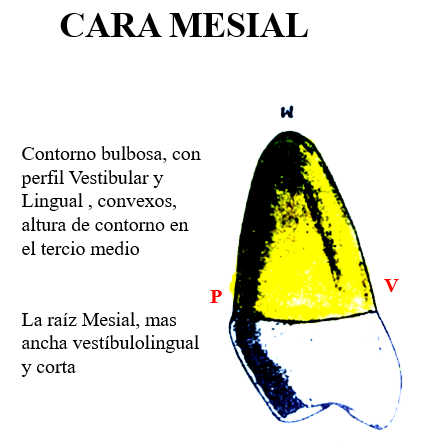 CARA MESIAL
Contorno bulbosa, con
perfil Vestibular y
Lingual , convexos,
altura de contorno en
el tercio medio
P
V
La raíz Mesial, mas
ancha vestíbulolingual
y corta